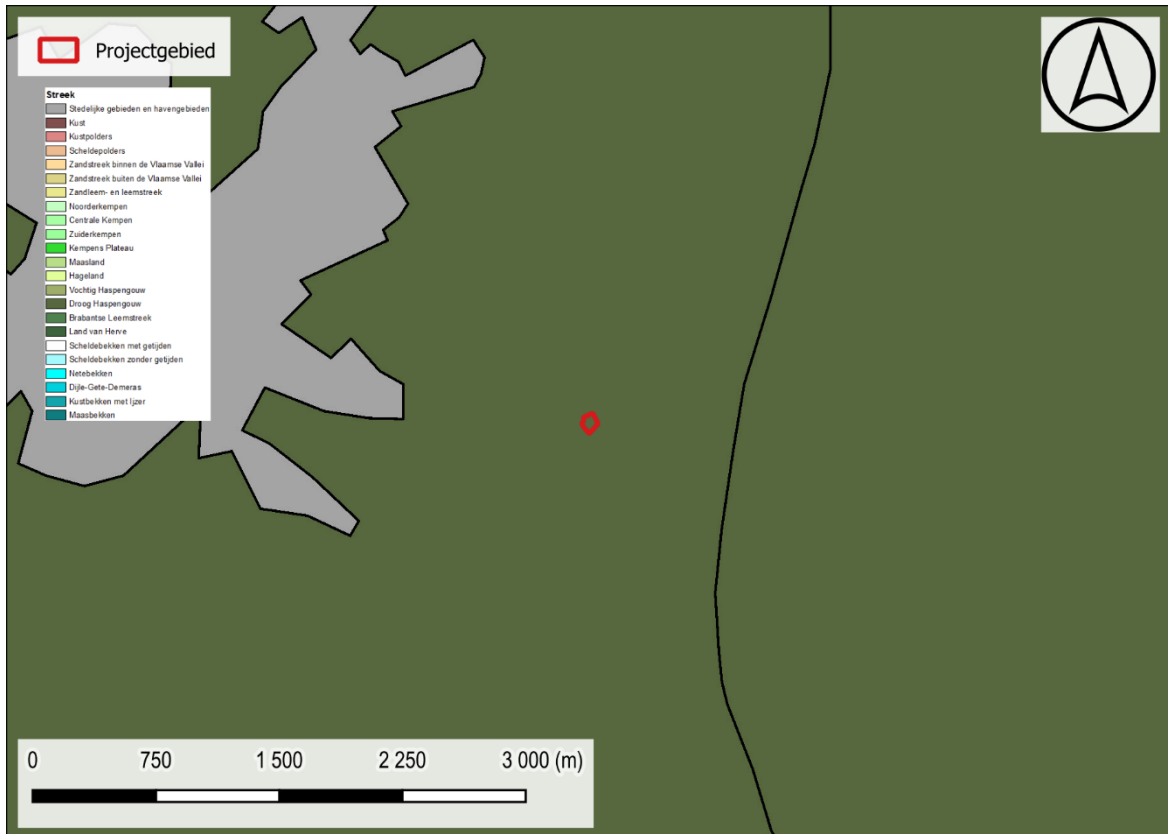 Projectgebied
Streek
Stedelijke gebieden en havengebieden
Kust
Kustpolders
Scheldepolders
Zandstreek binnen de Vlaamse Vallei
Zandstreek buiten de Vlaamse Vallei
Zandleem- en leemstreek
Noorderkempen
Centrale Kempen
Zuiderkempen
Kempens Plateau
Maasland
Hageland
Vochtig Haspengouw
Droog Haspengouw
Brabantse Leemstreek
Land van Herve
Scheldebekken met getijden
Scheldebekken zonder getijden
Netebekken
Dijle-Gete-Demeras
Kustbekken met Ijzer
Maasbekken
0 750 1 500 2 250 3 000 (m)